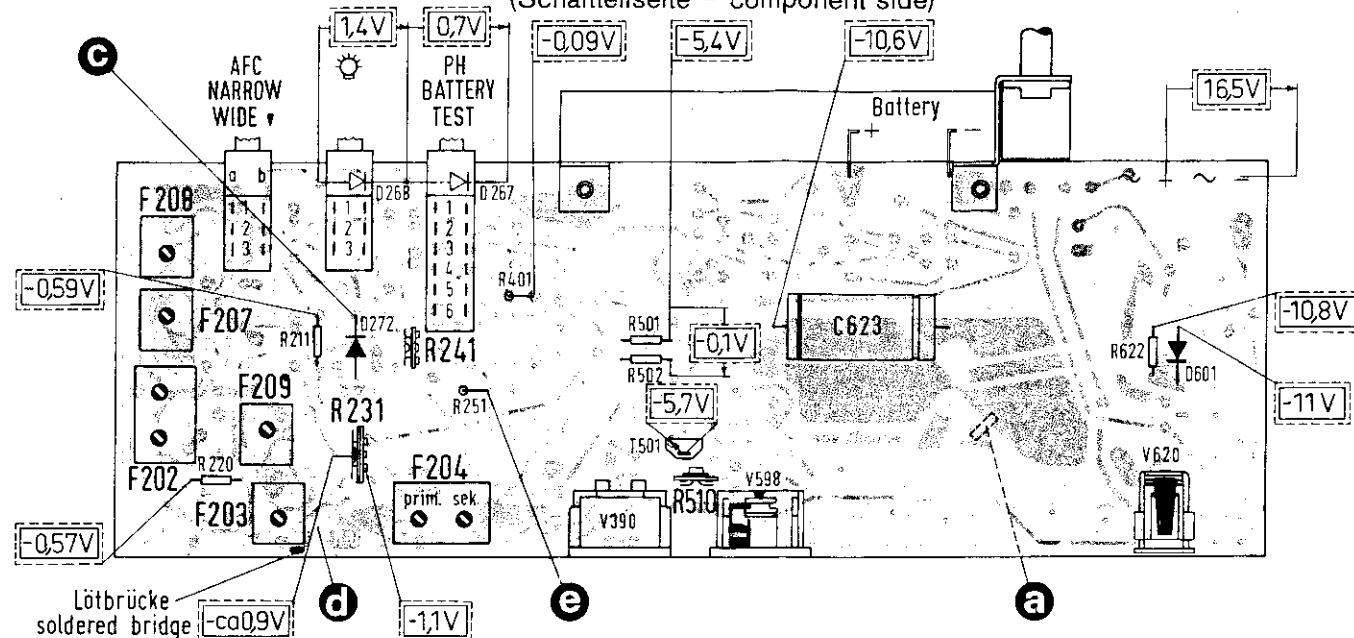 (Schalteilseite - component side)
1,4V
0,7V
-0,09V
-5,4V
-10,6V
16,5V
AFC
NARROW
WIDE
PH
BATTERY
TEST
Battery
+
-
~
~
c
a b
1
2
3
1
2
3
D268
1
2
3
4
5
6
D267
F208
F207
-0,59V
R211
D272
R241
R401
R501
R502
-0,1V
C623
R622
D601
-10,8V
-11V
R251
-5,7V
T501
R231
F209
F202
R220
F203
F204
prim. sek.
V390
R510
V598
V620
-0,57V
Lötbrücke
soldered bridge
-ca0,9V
d
-1,1V
e
a